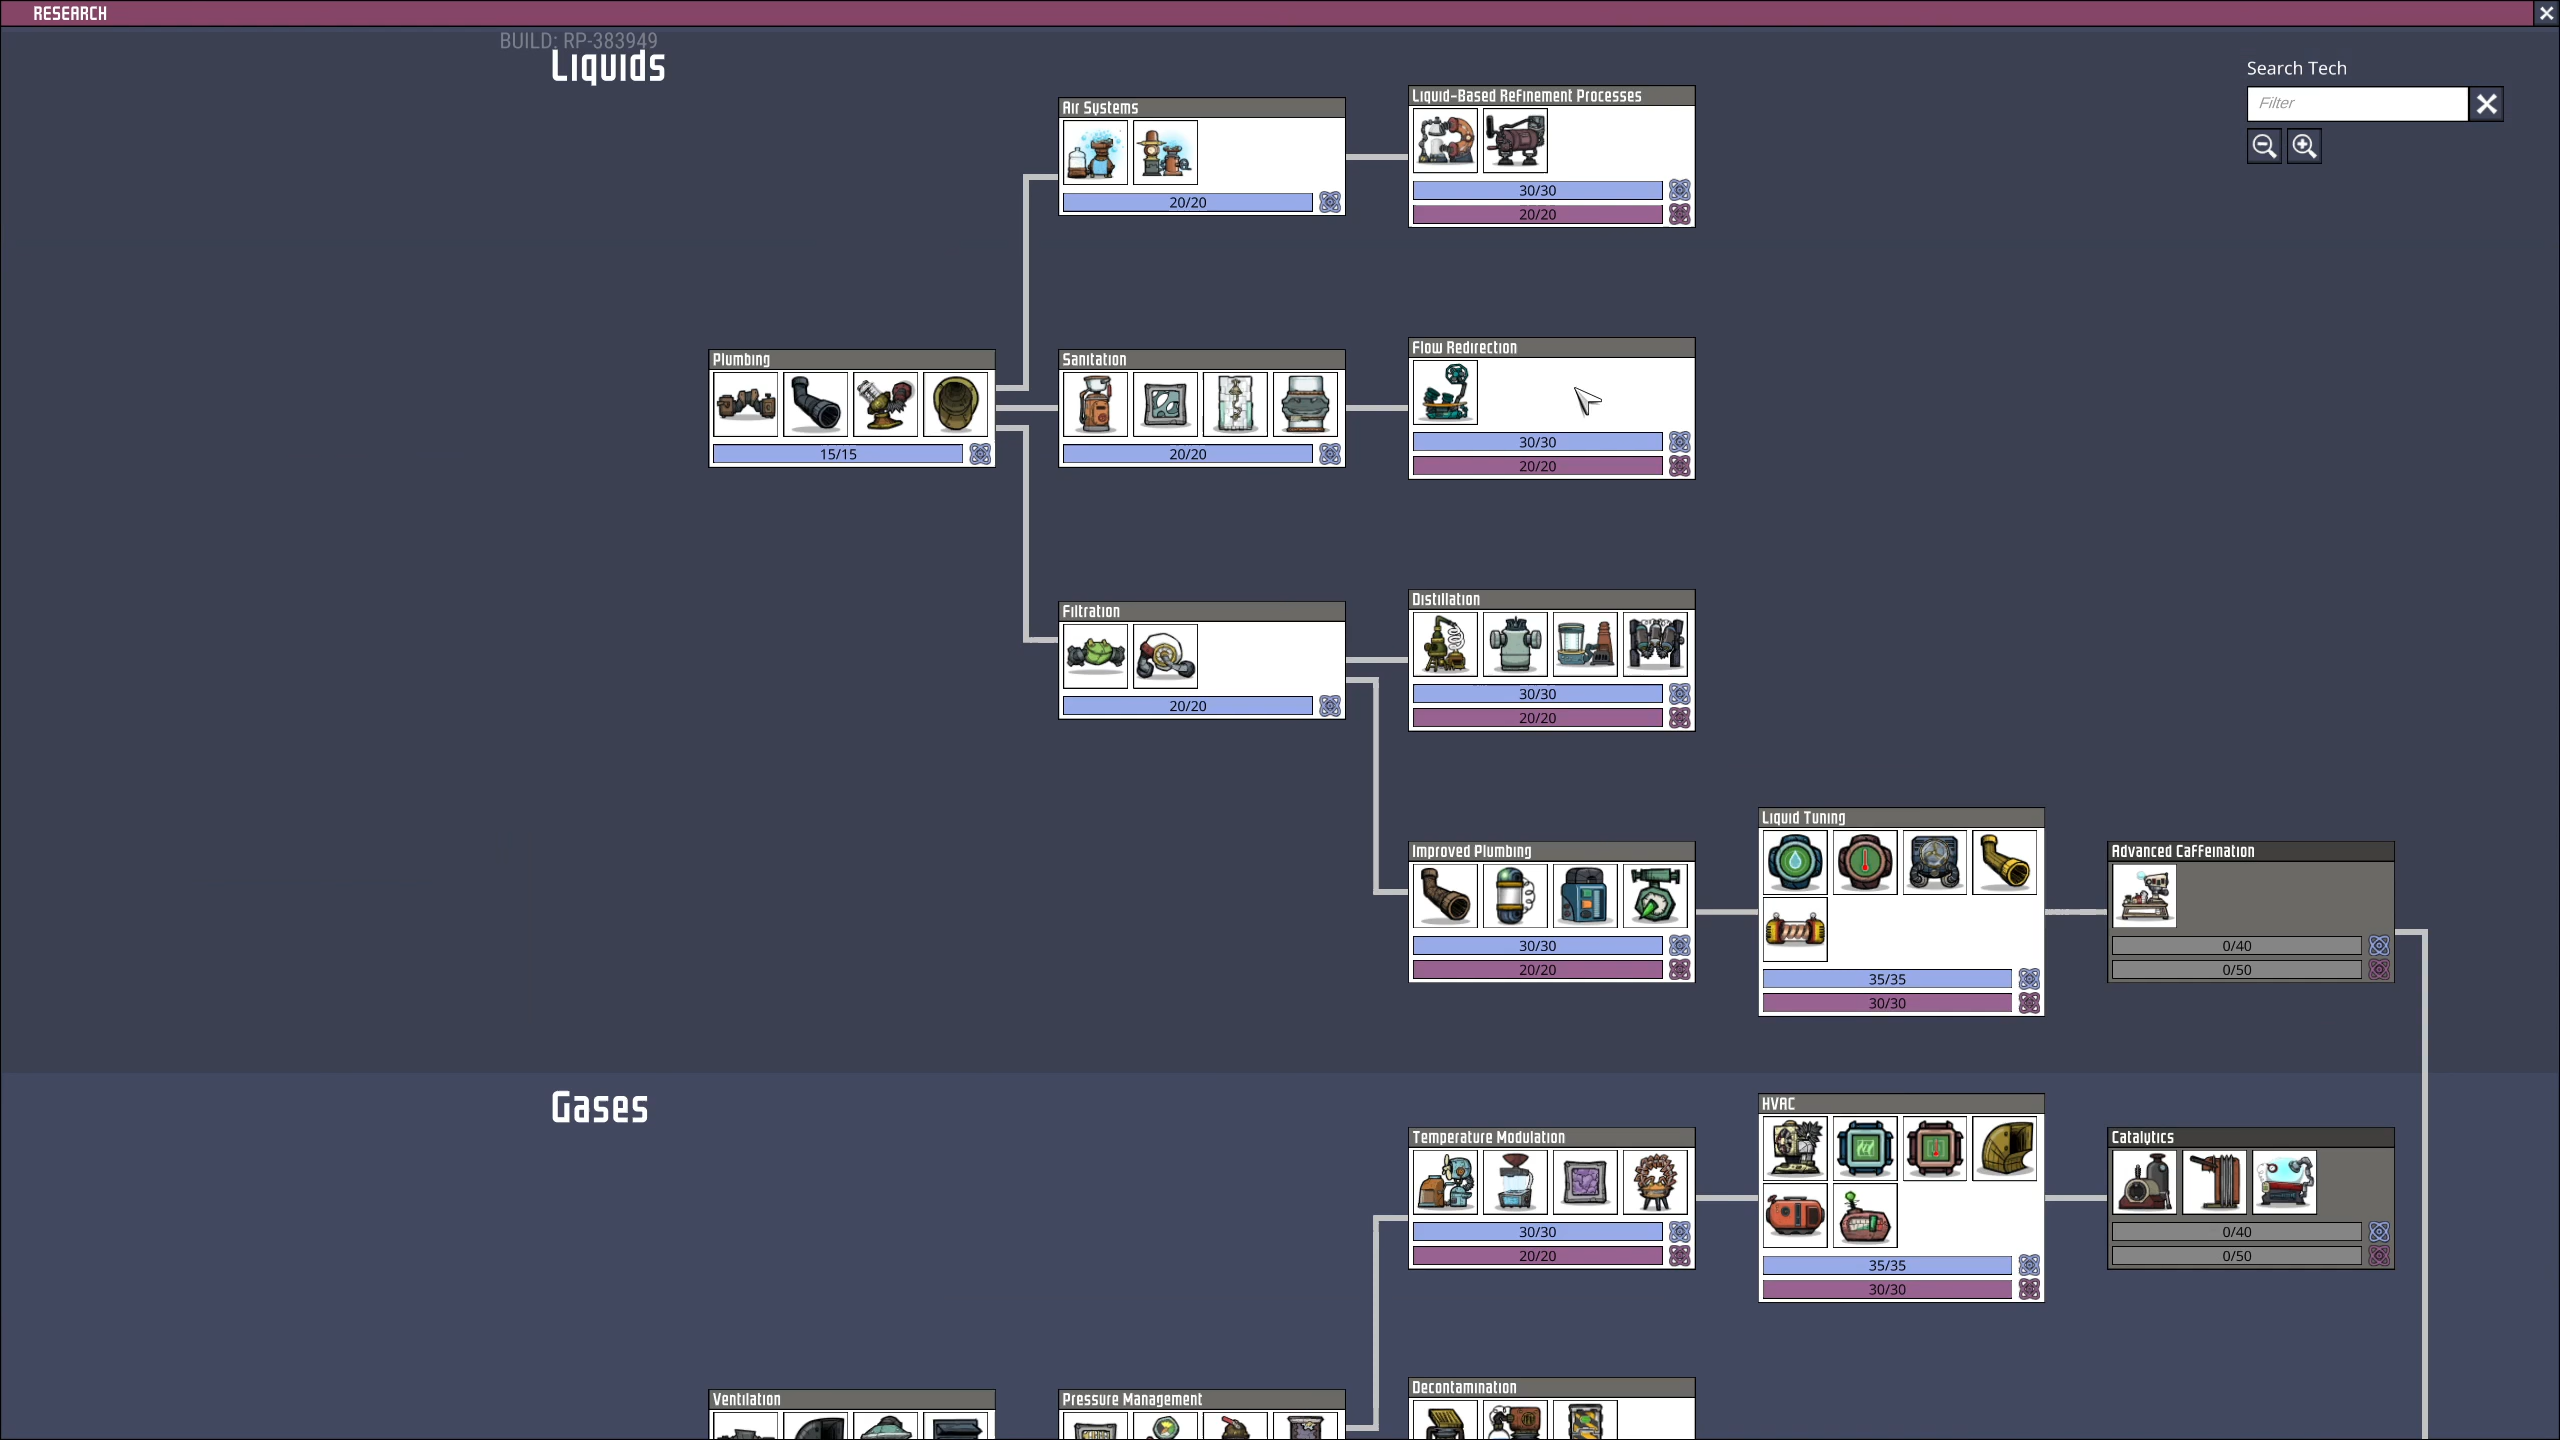 RESEARCH
BUILD: RP-383949
Liquids
Search Tech
Filter
Air Systems
20/20
Liquid-Based Refinement Processes
30/30
20/20
Plumbing
15/15
Sanitation
20/20
Flow Redirection
30/30
20/20
Filtration
20/20
Distillation
30/30
20/20
Improved Plumbing
30/30
20/20
Liquid Tuning
35/35
30/30
Advanced Caffeination
0/40
0/50
Gases
Temperature Modulation
30/30
20/20
HVAC
35/35
30/30
Catalytics
0/40
0/50
Ventilation
Pressure Management
Decontamination